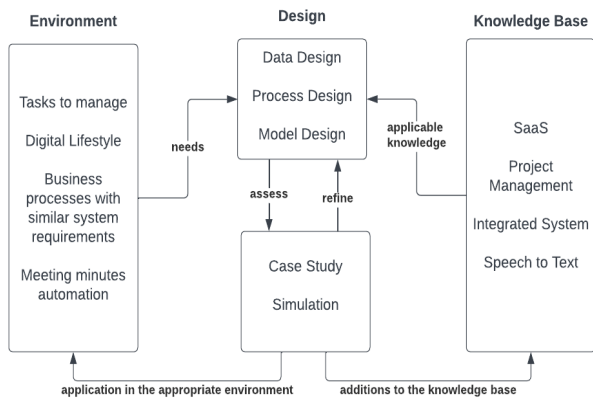 Environment
Design
Knowledge Base
Tasks to manage
Digital Lifestyle
Business
processes with
similar system
requirements
Meeting minutes
automation
needs
Data Design
Process Design
Model Design
applicable
knowledge
assess
refine
Case Study
Simulation
SaaS
Project
Management
Integrated System
Speech to Text
application in the appropriate environment
additions to the knowledge base